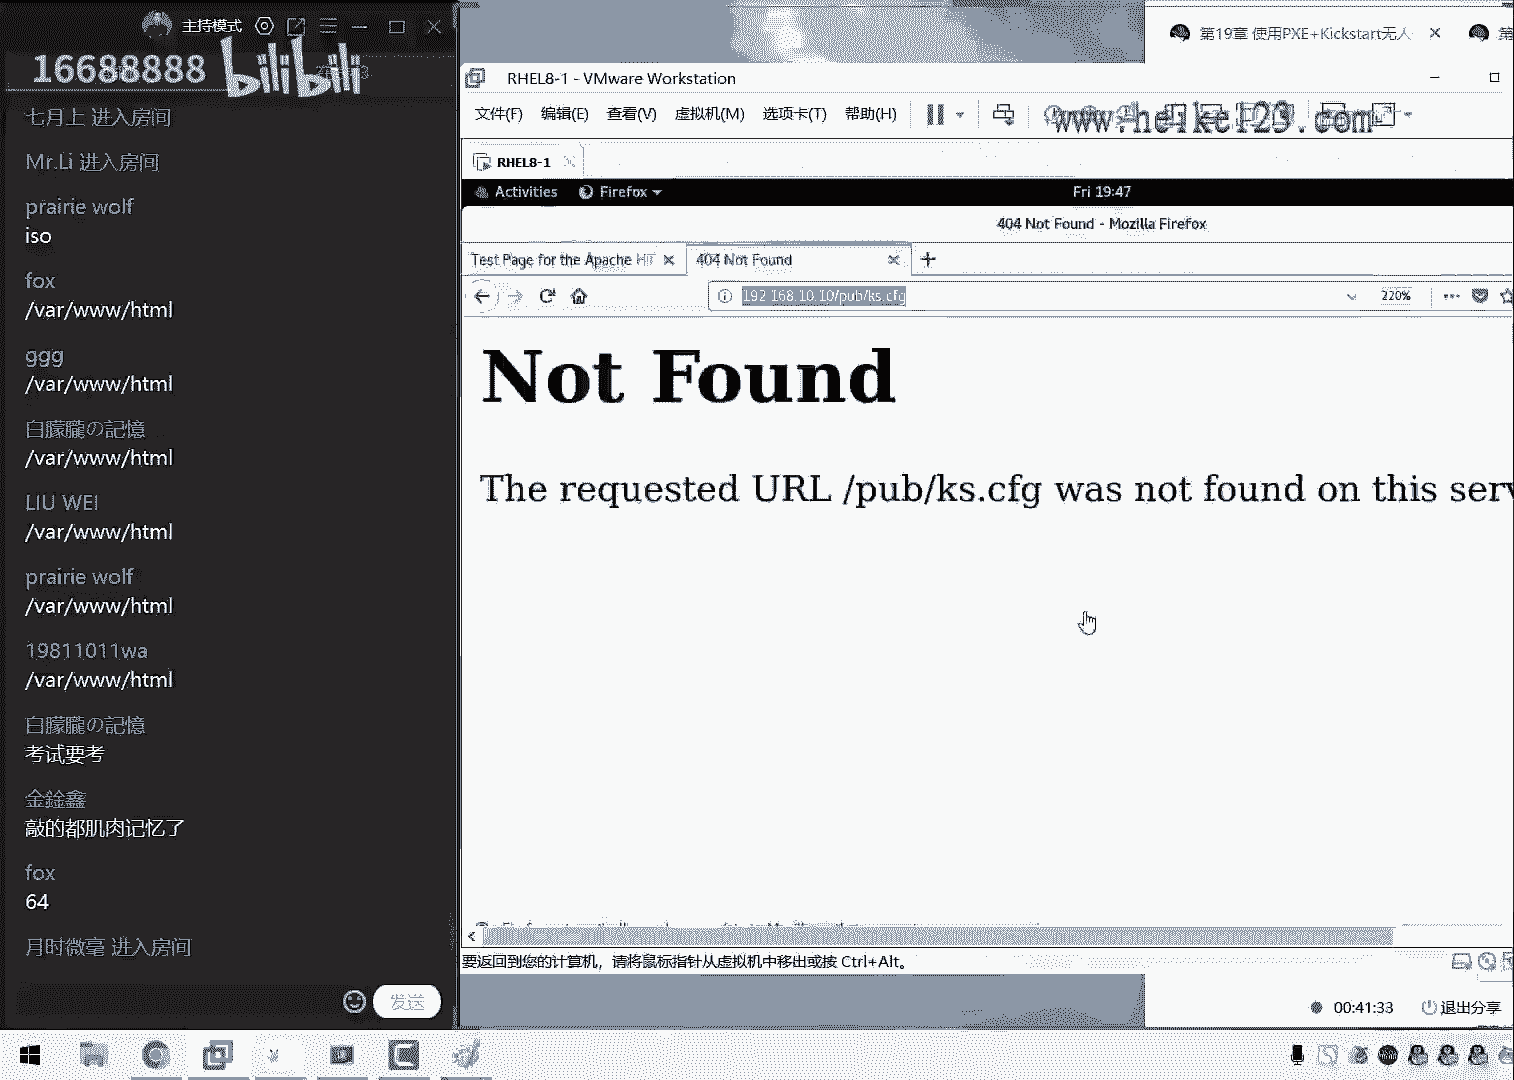 主持模式
16688888 bilibili
七月上 进入房间
Mr.Li 进入房间
prairie wolf
iso
fox
/var/www/html
ggg
/var/www/html
白朦朧の記憶
/var/www/html
LIU WEI
/var/www/html
prairie wolf
/var/www/html
19811011wa
/var/www/html
白朦朧の記憶
考试要考
金鍂鑫
敲的都肌肉记忆了
fox
64
月时微毫 进入房间
发送
第19章 使用PXE+Kickstart无人
第
RHEL8-1 - VMware Workstation
文件(F) 编辑(E) 查看(V) 虚拟机(M) 选项卡(T) 帮助(H)
www.heike123.com
RHEL8-1
Activities Firefox Fri 19:47
404 Not Found - Mozilla Firefox
Test Page for the Apache HT
404 Not Found
192.168.10.10/pub/ks.cfg 220%
Not Found
The requested URL /pub/ks.cfg was not found on this serv
要返回到您的计算机，请将鼠标指针从虚拟机中移出或按 Ctrl+Alt。
00:41:33 退出分享